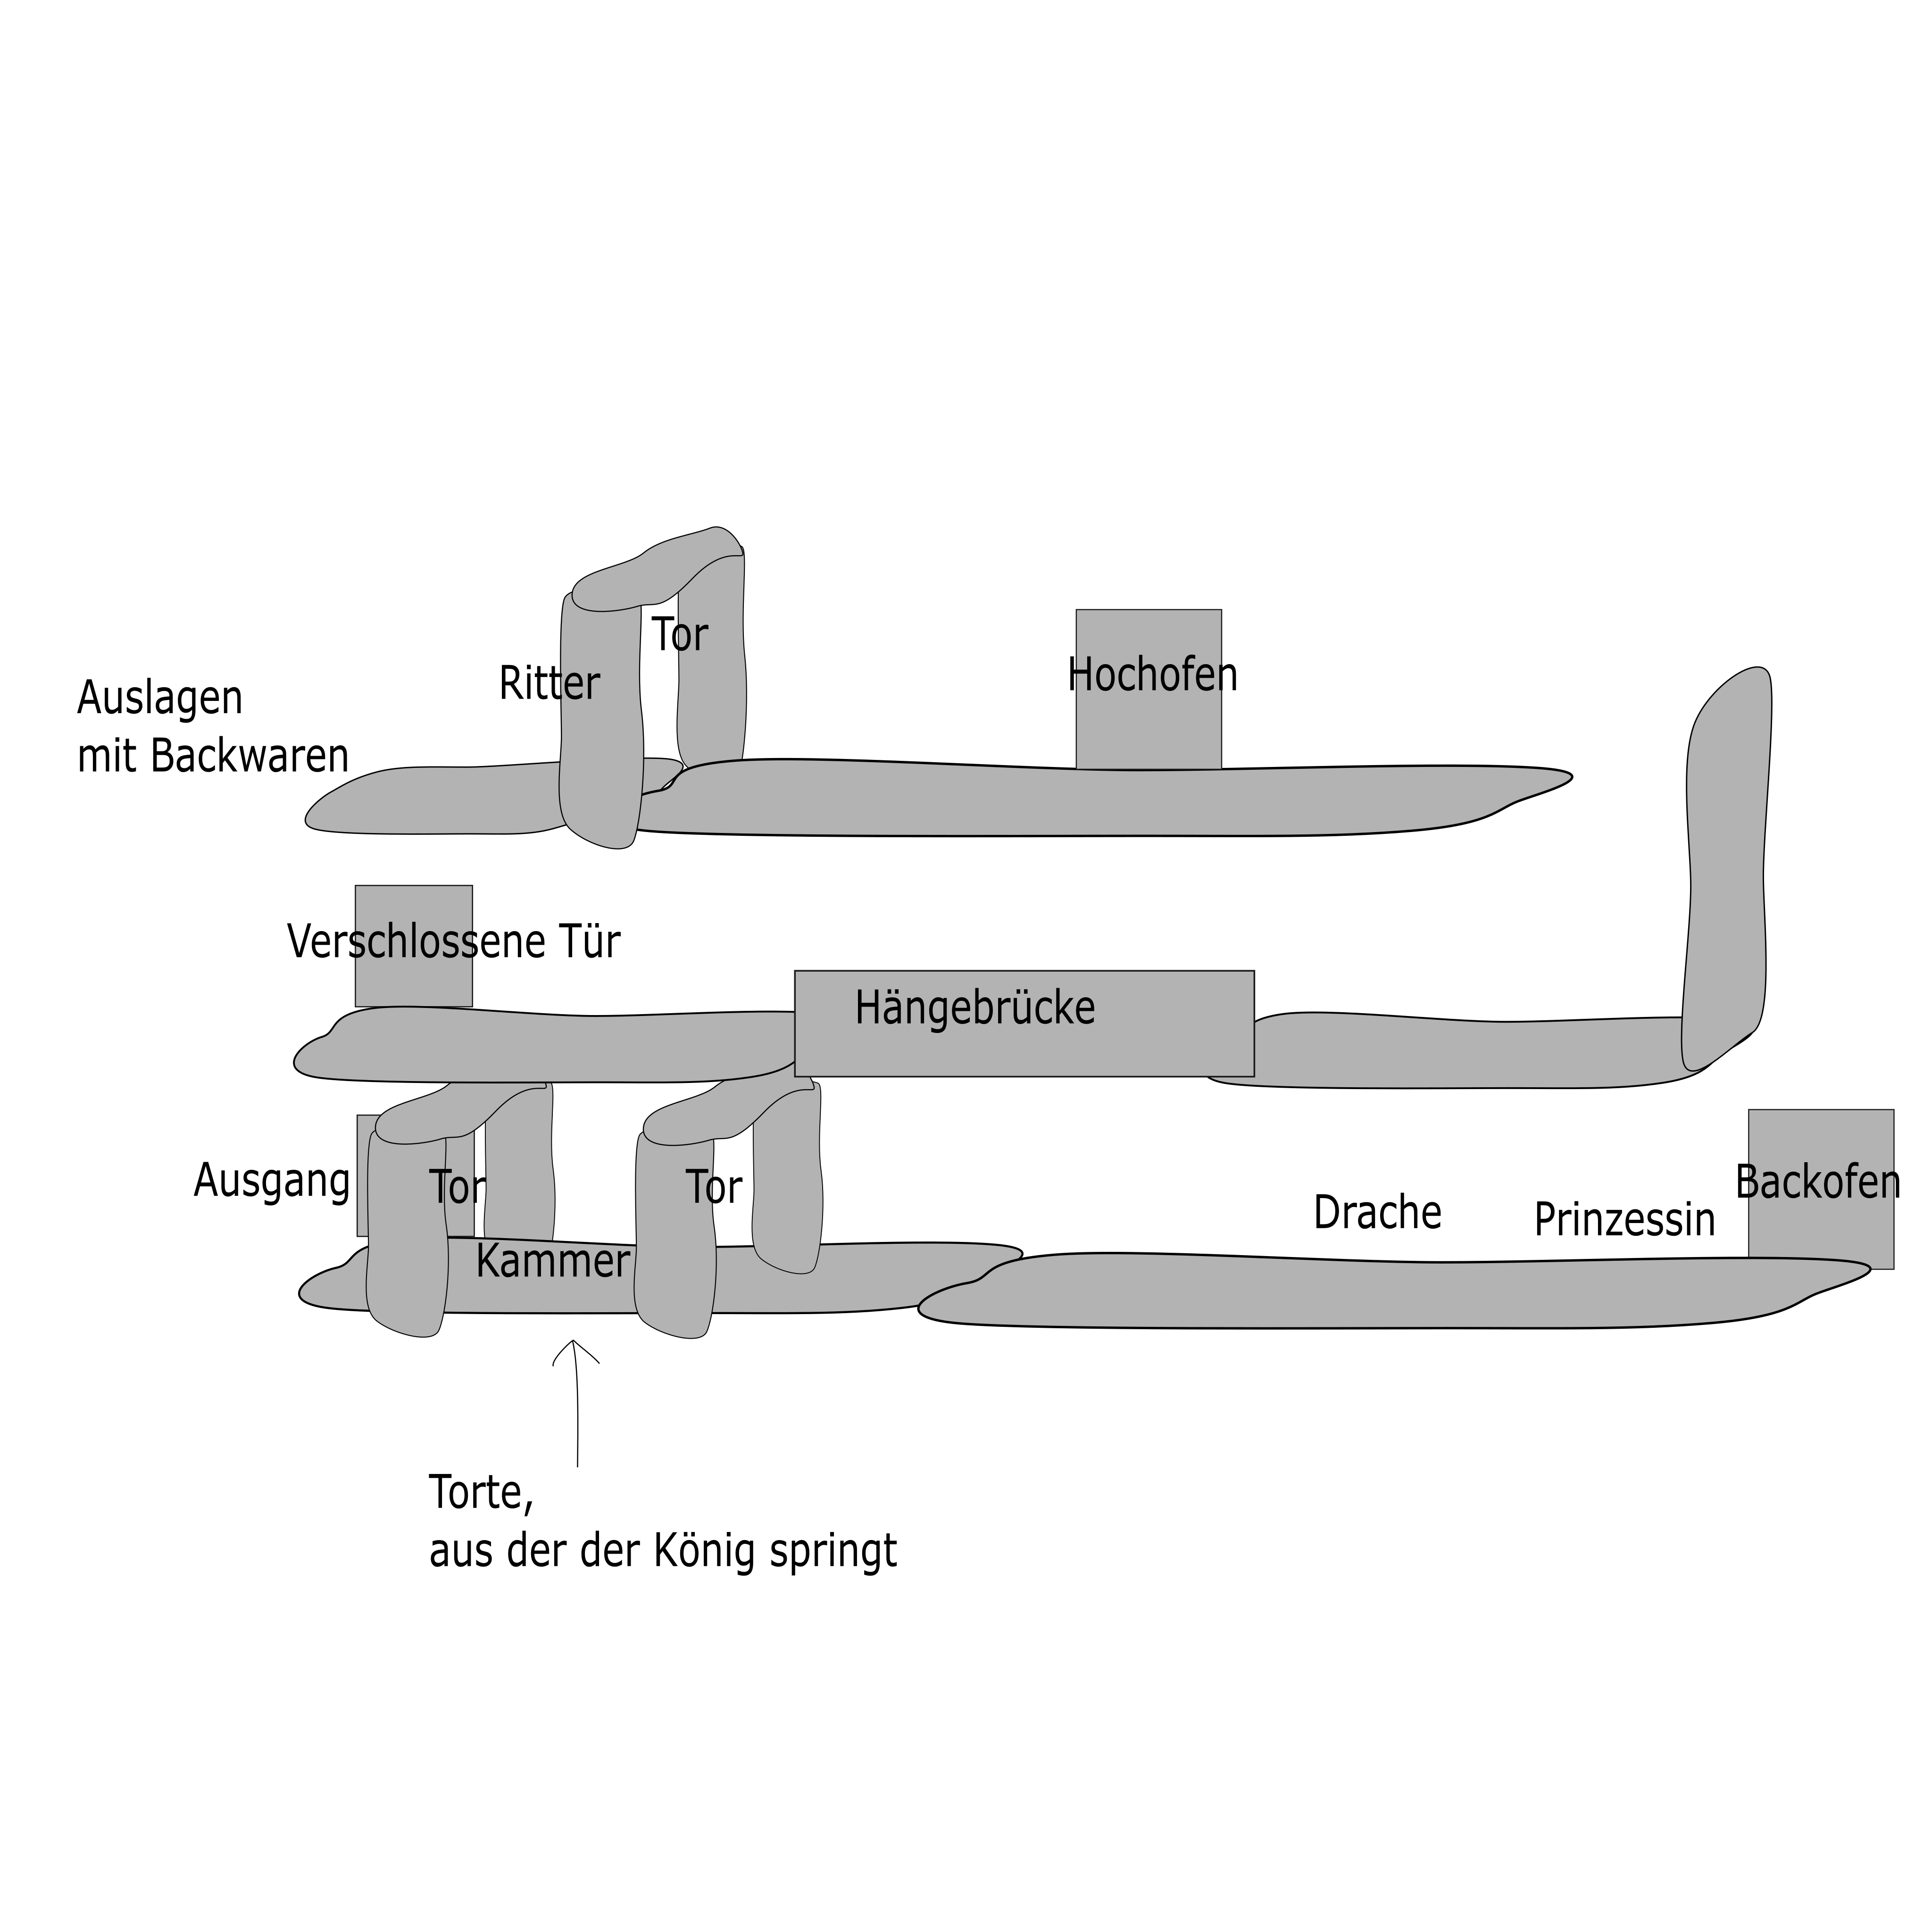 Tor
Ritter
Hochofen
Auslagen
mit Backwaren
Verschlossene Tür
Hängebrücke
Ausgang
Tor
Tor
Backofen
Drache
Prinzessin
Kammer
Torte,
aus der der König springt